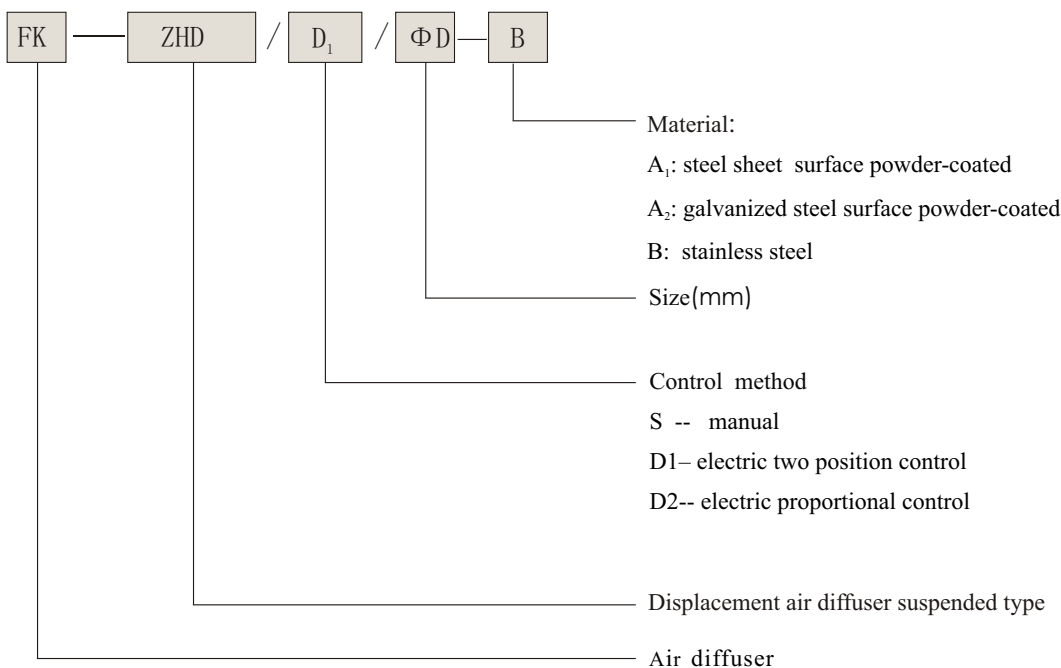 FK — ZHD / D₁ / ΦD — B
Material:
A₁: steel sheet surface powder-coated
A₂: galvanized steel surface powder-coated
B: stainless steel
Size(mm)
Control method
S -- manual
D1– electric two position control
D2-- electric proportional control
Displacement air diffuser suspended type
Air diffuser